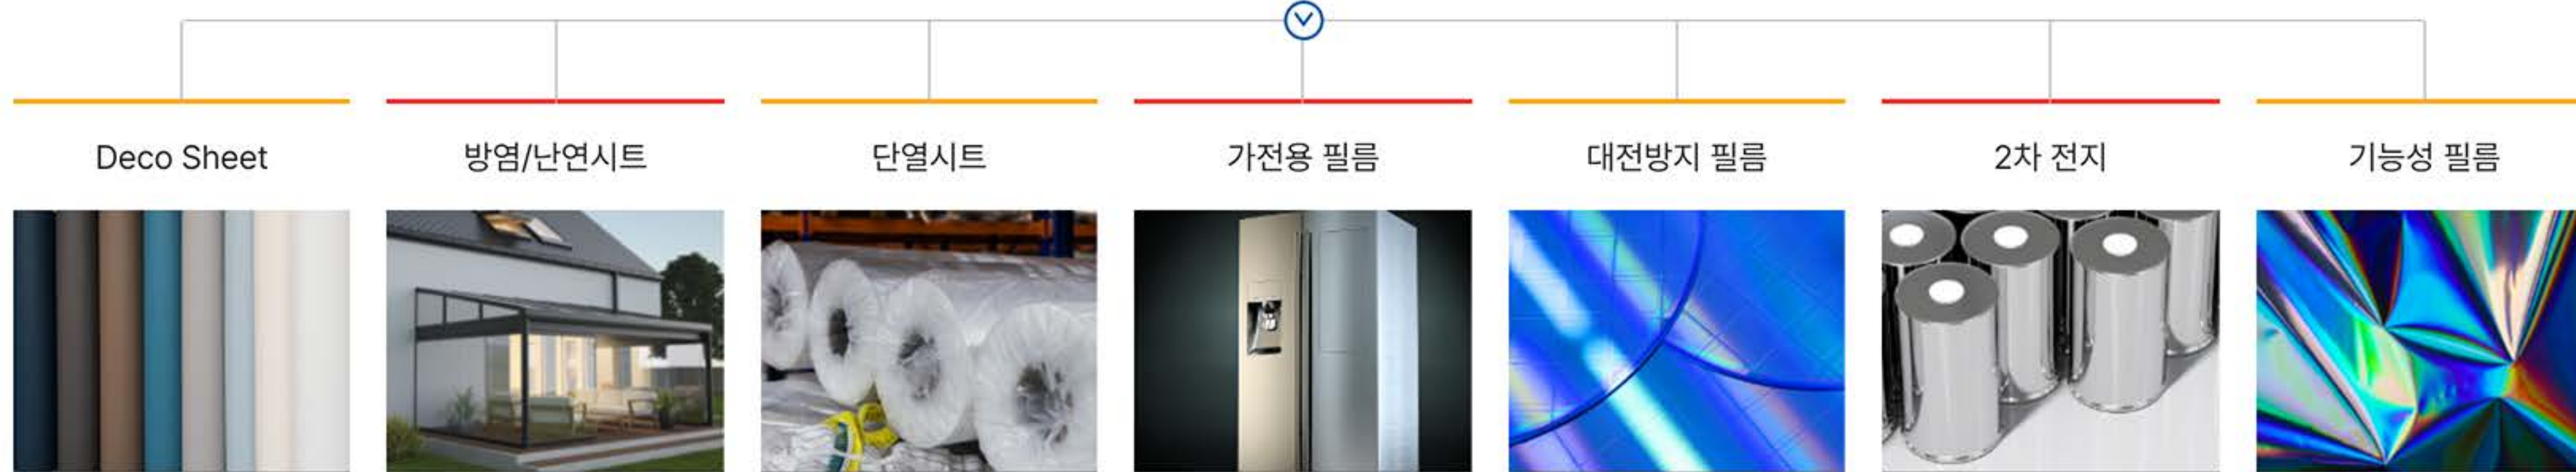 Deco Sheet
방염/난연시트
단열시트
가전용 필름
대전방지 필름
2차 전지
기능성 필름